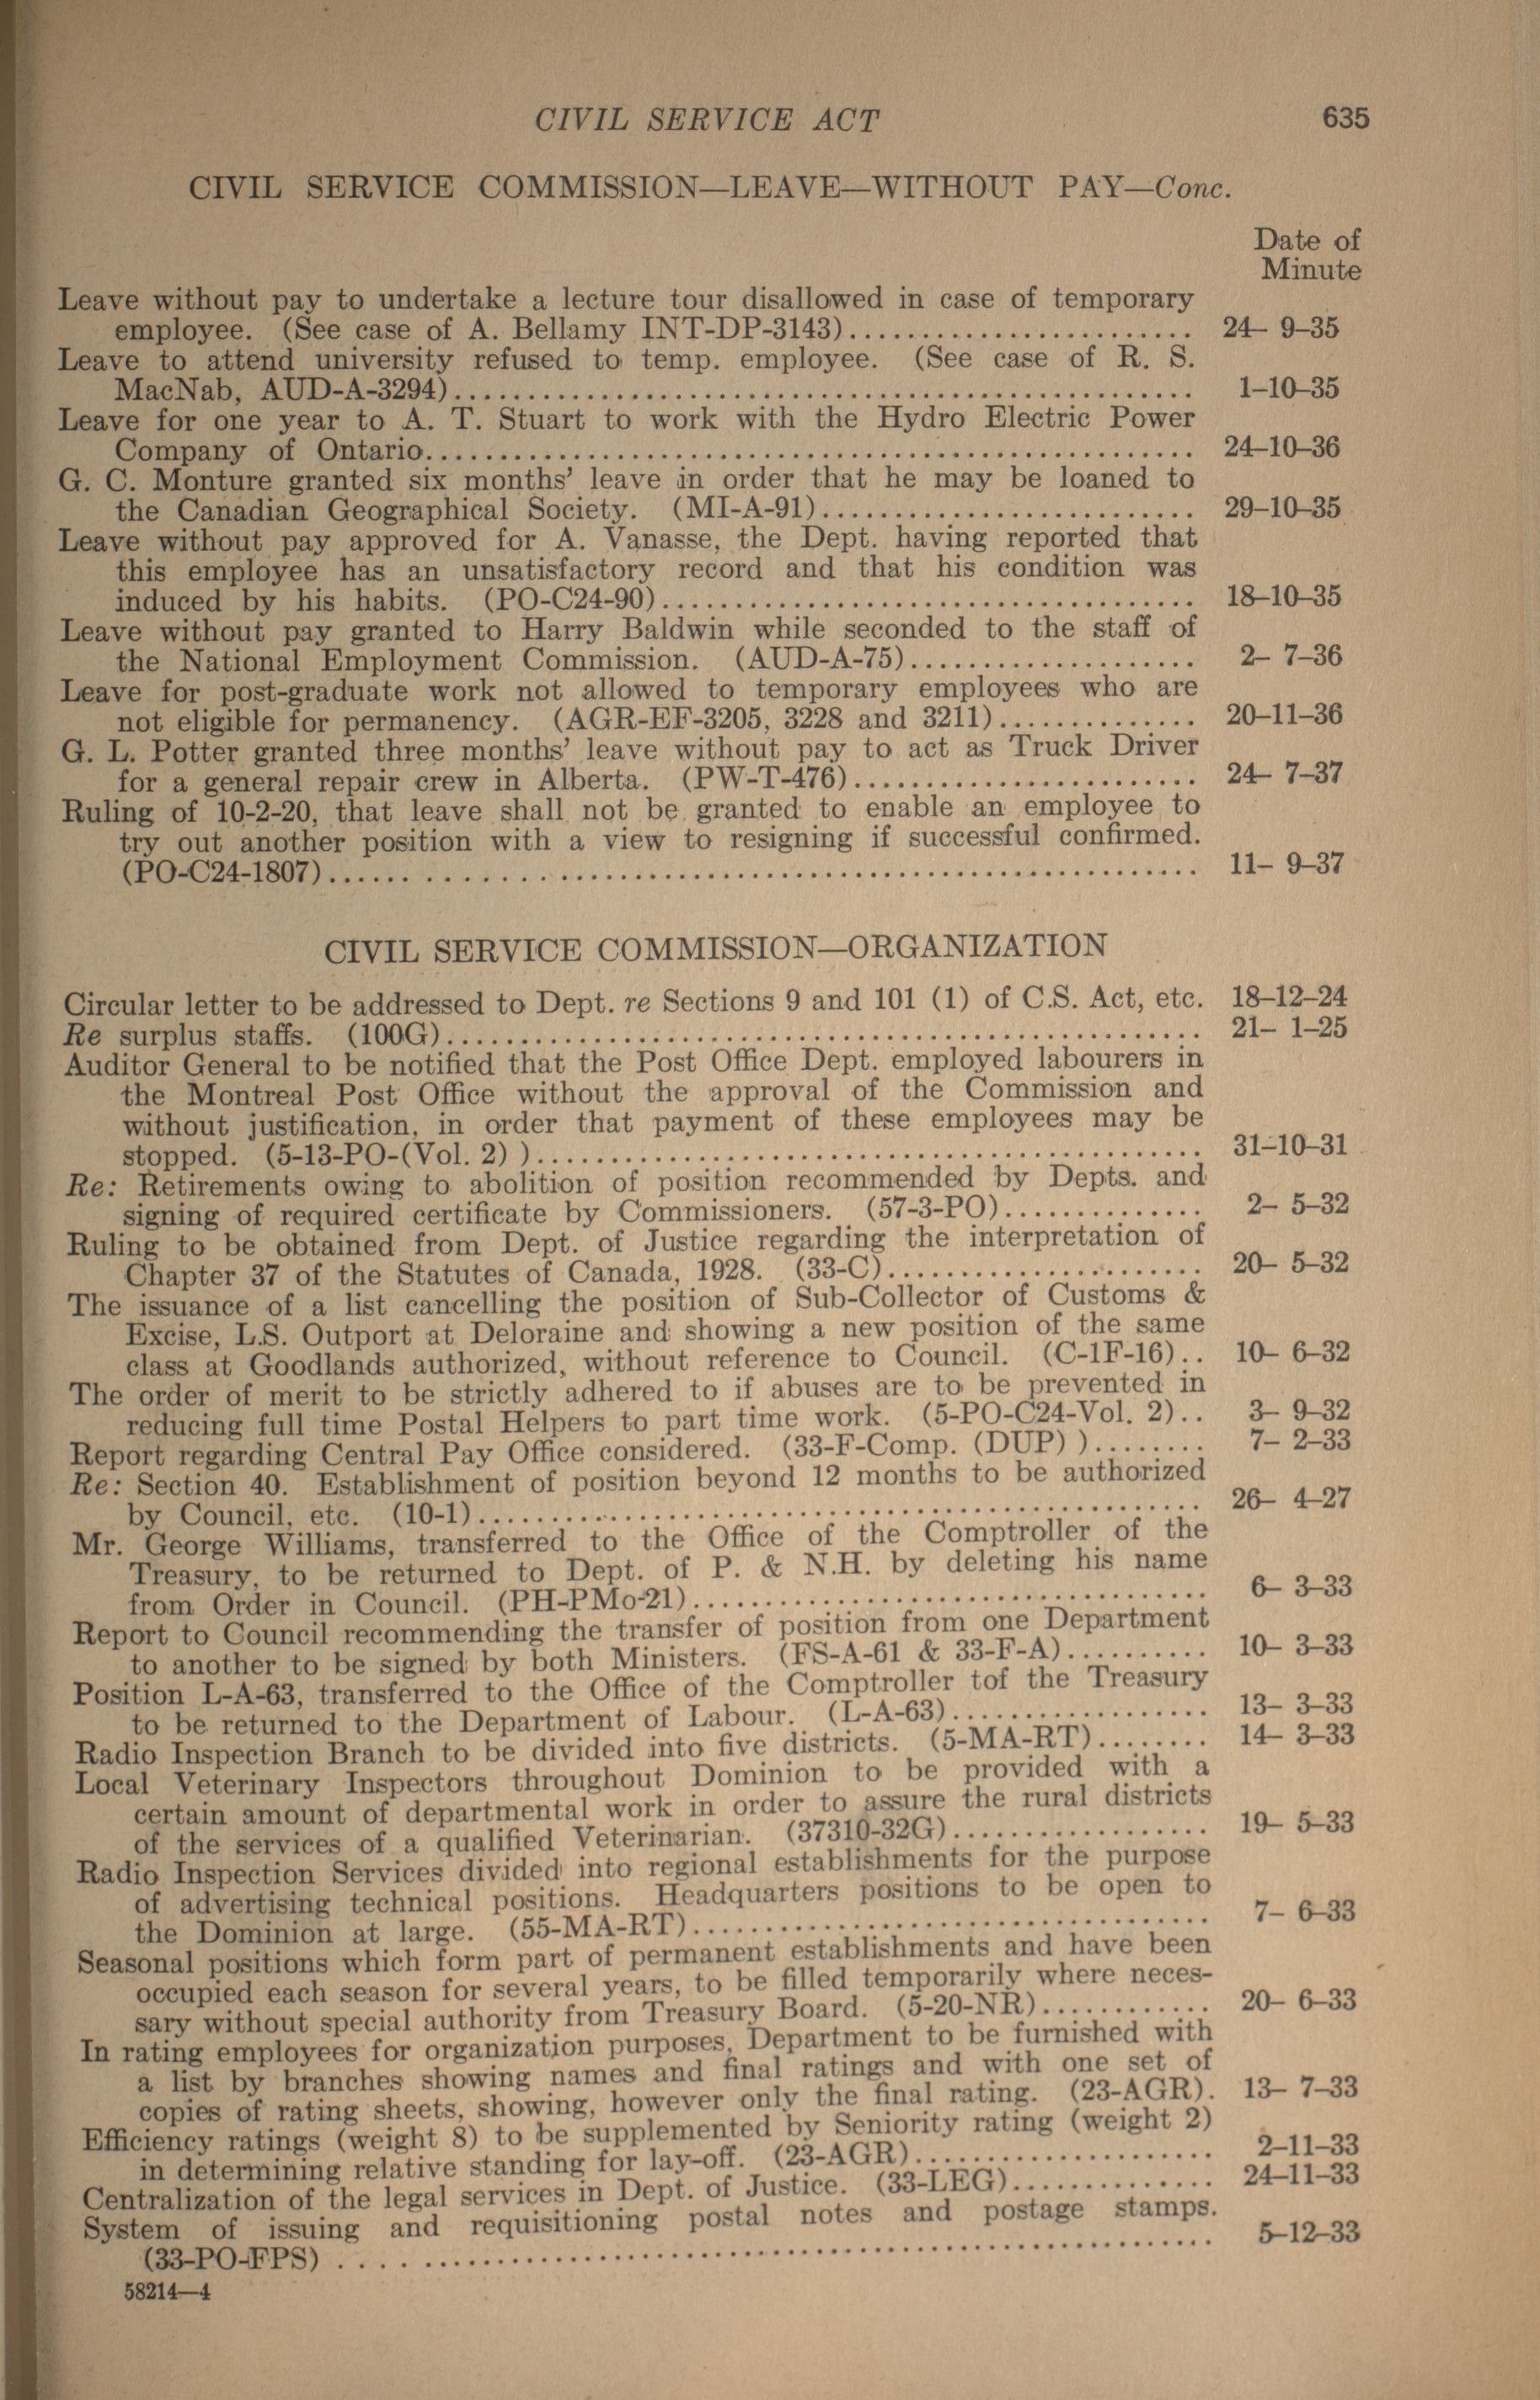 CIVIL SERVICE ACT 635
CIVIL SERVICE COMMISSION—LEAVE—WITHOUT PAY—Conc.
Date of
Minute
Leave without pay to undertake a lecture tour disallowed in case of temporary
employee. (See case of A. Bellamy INT-DP-3143)........................ 24– 9–35
Leave to attend university refused to temp. employee. (See case of R. S.
MacNab, AUD-A-3294).................................................... 1–10–35
Leave for one year to A. T. Stuart to work with the Hydro Electric Power
Company of Ontario...................................................... 24–10–36
G. C. Monture granted six months' leave in order that he may be loaned to
the Canadian Geographical Society. (MI-A-91).......................... 29–10–35
Leave without pay approved for A. Vanasse, the Dept. having reported that
this employee has an unsatisfactory record and that his condition was
induced by his habits. (PO-C24-90)..................................... 18–10–35
Leave without pay granted to Harry Baldwin while seconded to the staff of
the National Employment Commission. (AUD-A-75).................... 2– 7–36
Leave for post-graduate work not allowed to temporary employees who are
not eligible for permanency. (AGR-EF-3205, 3228 and 3211).............. 20–11–36
G. L. Potter granted three months' leave without pay to act as Truck Driver
for a general repair crew in Alberta. (PW-T-476)........................ 24– 7–37
Ruling of 10-2-20, that leave shall not be granted to enable an employee to
try out another position with a view to resigning if successful confirmed.
(PO-C24-1807)............................................................ 11– 9–37
CIVIL SERVICE COMMISSION—ORGANIZATION
Circular letter to be addressed to Dept. re Sections 9 and 101 (1) of C.S. Act, etc. 18–12–24
Re surplus staffs. (100G).................................................... 21– 1–25
Auditor General to be notified that the Post Office Dept. employed labourers in
the Montreal Post Office without the approval of the Commission and
without justification, in order that payment of these employees may be
stopped. (5-13-PO-(Vol. 2) ).............................................. 31–10–31
Re: Retirements owing to abolition of position recommended by Depts. and
signing of required certificate by Commissioners. (57-3-PO).............. 2– 5–32
Ruling to be obtained from Dept. of Justice regarding the interpretation of
Chapter 37 of the Statutes of Canada, 1928. (33-C)...................... 20– 5–32
The issuance of a list cancelling the position of Sub-Collector of Customs &
Excise, L.S. Outport at Deloraine and showing a new position of the same
class at Goodlands authorized, without reference to Council. (C-1F-16).. 10– 6–32
The order of merit to be strictly adhered to if abuses are to be prevented in
reducing full time Postal Helpers to part time work. (5-PO-C24-Vol. 2).. 3– 9–32
Report regarding Central Pay Office considered. (33-F-Comp. (DUP) )........ 7– 2–33
Re: Section 40. Establishment of position beyond 12 months to be authorized
by Council, etc. (10-1).................................................. 26– 4–27
Mr. George Williams, transferred to the Office of the Comptroller of the
Treasury, to be returned to Dept. of P. & N.H. by deleting his name
from Order in Council. (PH-PMo-21).................................... 6– 3–33
Report to Council recommending the transfer of position from one Department
to another to be signed by both Ministers. (FS-A-61 & 33-F-A).......... 10– 3–33
Position L-A-63, transferred to the Office of the Comptroller tof the Treasury
to be returned to the Department of Labour. (L-A-63).................. 13– 3–33
Radio Inspection Branch to be divided into five districts. (5-MA-RT)........ 14– 3–33
Local Veterinary Inspectors throughout Dominion to be provided with a
certain amount of departmental work in order to assure the rural districts
of the services of a qualified Veterinarian. (37310-32G).................. 19– 5–33
Radio Inspection Services divided into regional establishments for the purpose
of advertising technical positions. Headquarters positions to be open to
the Dominion at large. (55-MA-RT).................................... 7– 6–33
Seasonal positions which form part of permanent establishments and have been
occupied each season for several years, to be filled temporarily where neces-
sary without special authority from Treasury Board. (5-20-NR)............ 20– 6–33
In rating employees for organization purposes, Department to be furnished with
a list by branches showing names and final ratings and with one set of
copies of rating sheets, showing, however only the final rating. (23-AGR). 13– 7–33
Efficiency ratings (weight 8) to be supplemented by Seniority rating (weight 2)
in determining relative standing for lay-off. (23-AGR).................... 2–11–33
Centralization of the legal services in Dept. of Justice. (33-LEG).............. 24–11–33
System of issuing and requisitioning postal notes and postage stamps.
(33-PO-FPS) ............................................................ 5–12–33
58214—4